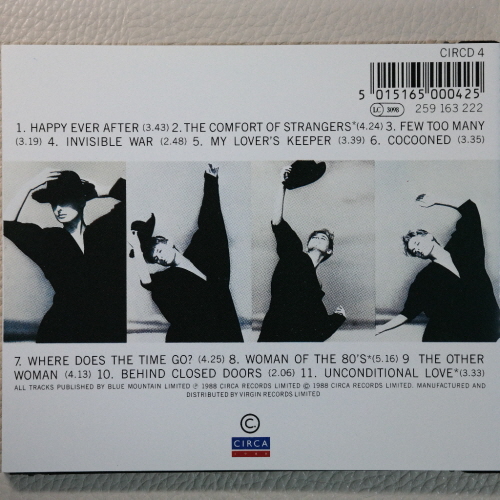 CIRCD 4
5 015165 000425
LC 3098 259 163 222
1. HAPPY EVER AFTER (3.43) 2. THE COMFORT OF STRANGERS*(4.24) 3. FEW TOO MANY
(3.19) 4. INVISIBLE WAR (2.48) 5. MY LOVER'S KEEPER (3.39) 6. COCOONED (3.35)
7. WHERE DOES THE TIME GO? (4.25) 8. WOMAN OF THE 80'S*(5.16) 9 THE OTHER
WOMAN (4.13) 10. BEHIND CLOSED DOORS (2.06) 11. UNCONDITIONAL LOVE*(3.33)
ALL TRACKS PUBLISHED BY BLUE MOUNTAIN LIMITED ℗ 1988 CIRCA RECORDS LIMITED © 1988 CIRCA RECORDS LIMITED. MANUFACTURED AND
DISTRIBUTED BY VIRGIN RECORDS LIMITED
C.
CIRCA